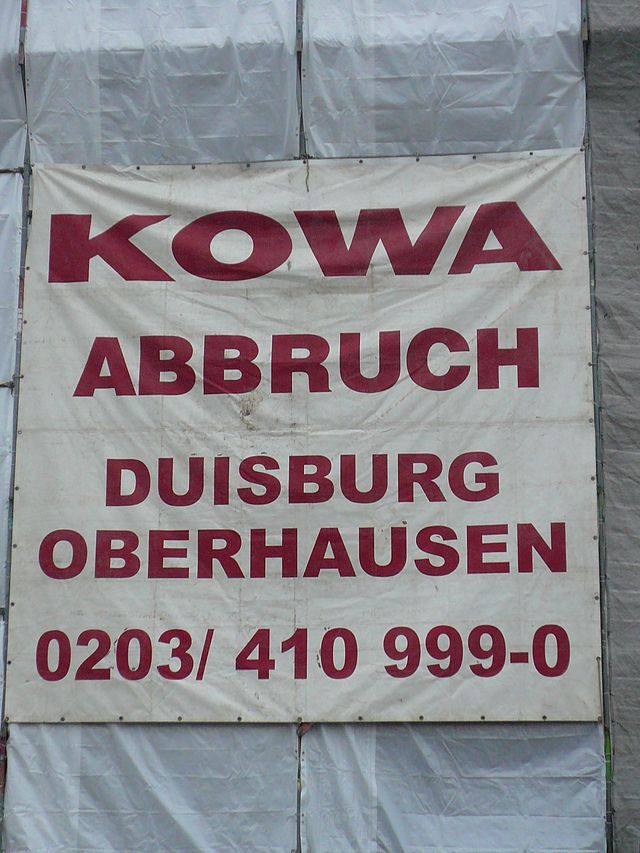 KOWA
ABBRUCH
DUISBURG
OBERHAUSEN
0203/ 410 999-0